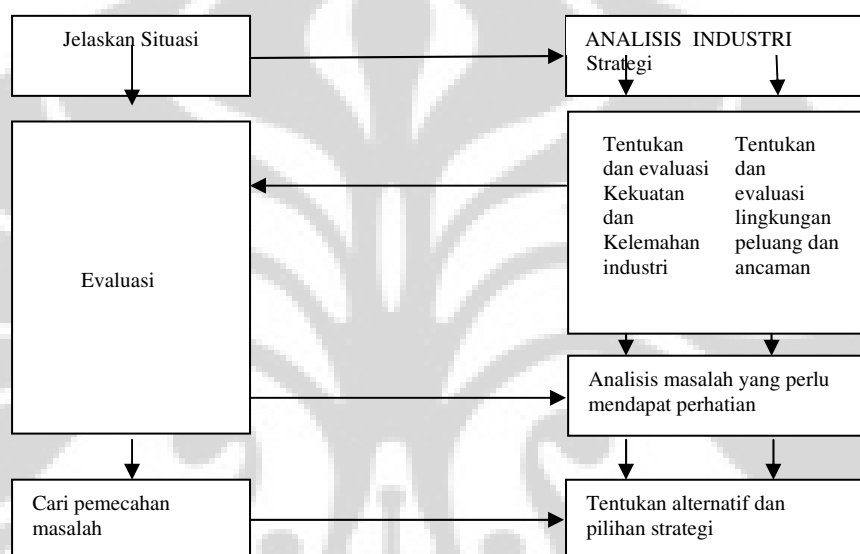 Jelaskan Situasi
ANALISIS INDUSTRI
Strategi
Tentukan
dan evaluasi
Kekuatan
dan
Kelemahan
industri
Tentukan
dan
evaluasi
lingkungan
peluang dan
ancaman
Evaluasi
Analisis masalah yang perlu
mendapat perhatian
Cari pemecahan
masalah
Tentukan alternatif dan
pilihan strategi